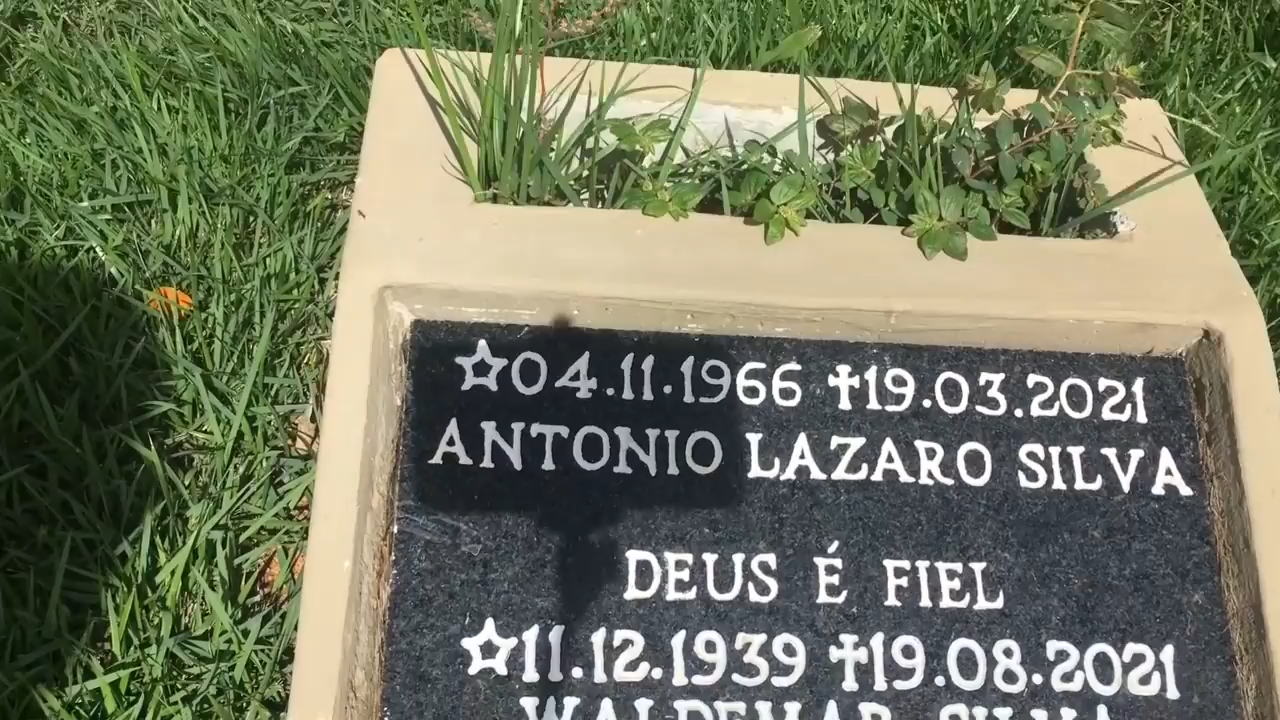 ☆04.11.1966 ✝19.03.2021
ANTONIO LAZARO SILVA
DEUS É FIEL
☆11.12.1939 ✝19.08.2021
WALDEMAR SILVA